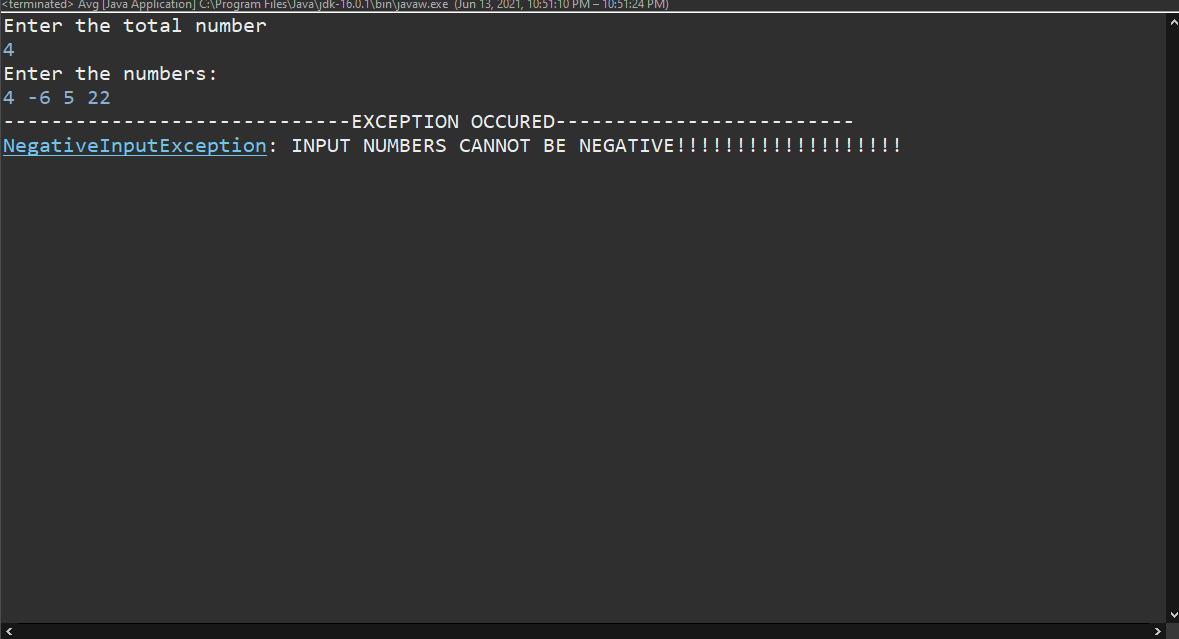 <terminated> Avg [Java Application] C:\Program Files\Java\jdk-16.0.1\bin\javaw.exe (Jun 13, 2021, 10:51:10 PM – 10:51:24 PM)
Enter the total number
4
Enter the numbers:
4 -6 5 22
-----------------------------EXCEPTION OCCURED-------------------------
NegativeInputException: INPUT NUMBERS CANNOT BE NEGATIVE!!!!!!!!!!!!!!!!!!!